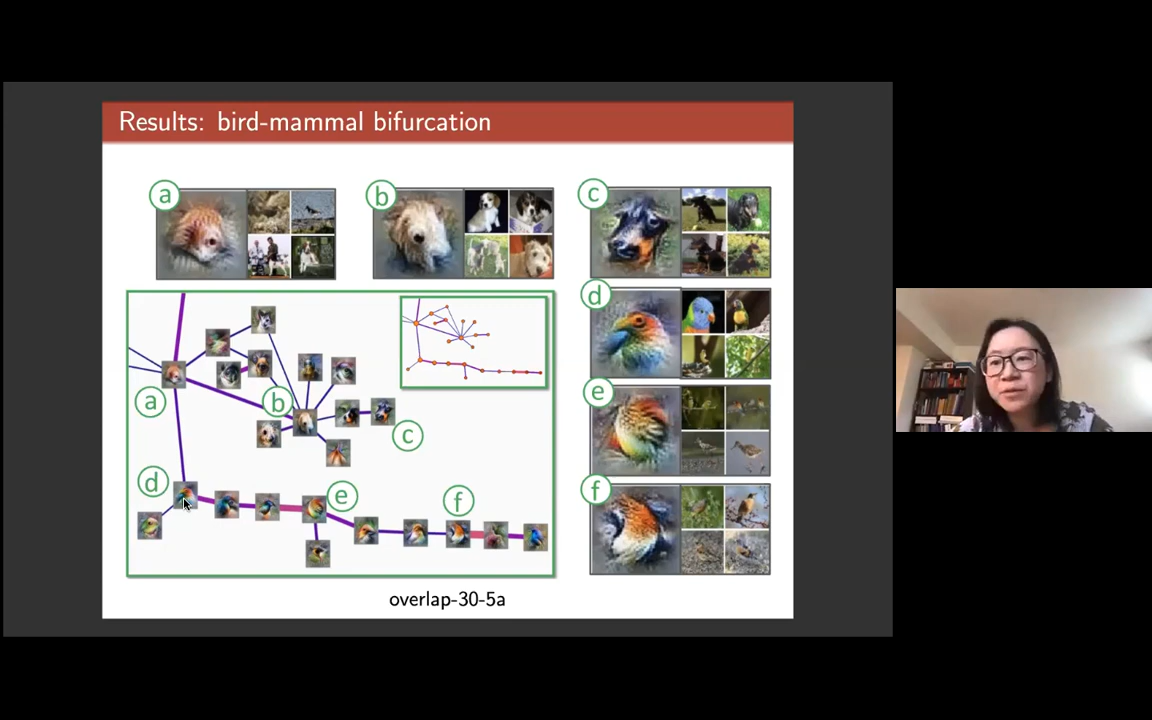 Results: bird-mammal bifurcation
a
b
c
d
e
f
a
b
c
d
e
f
overlap-30-5a